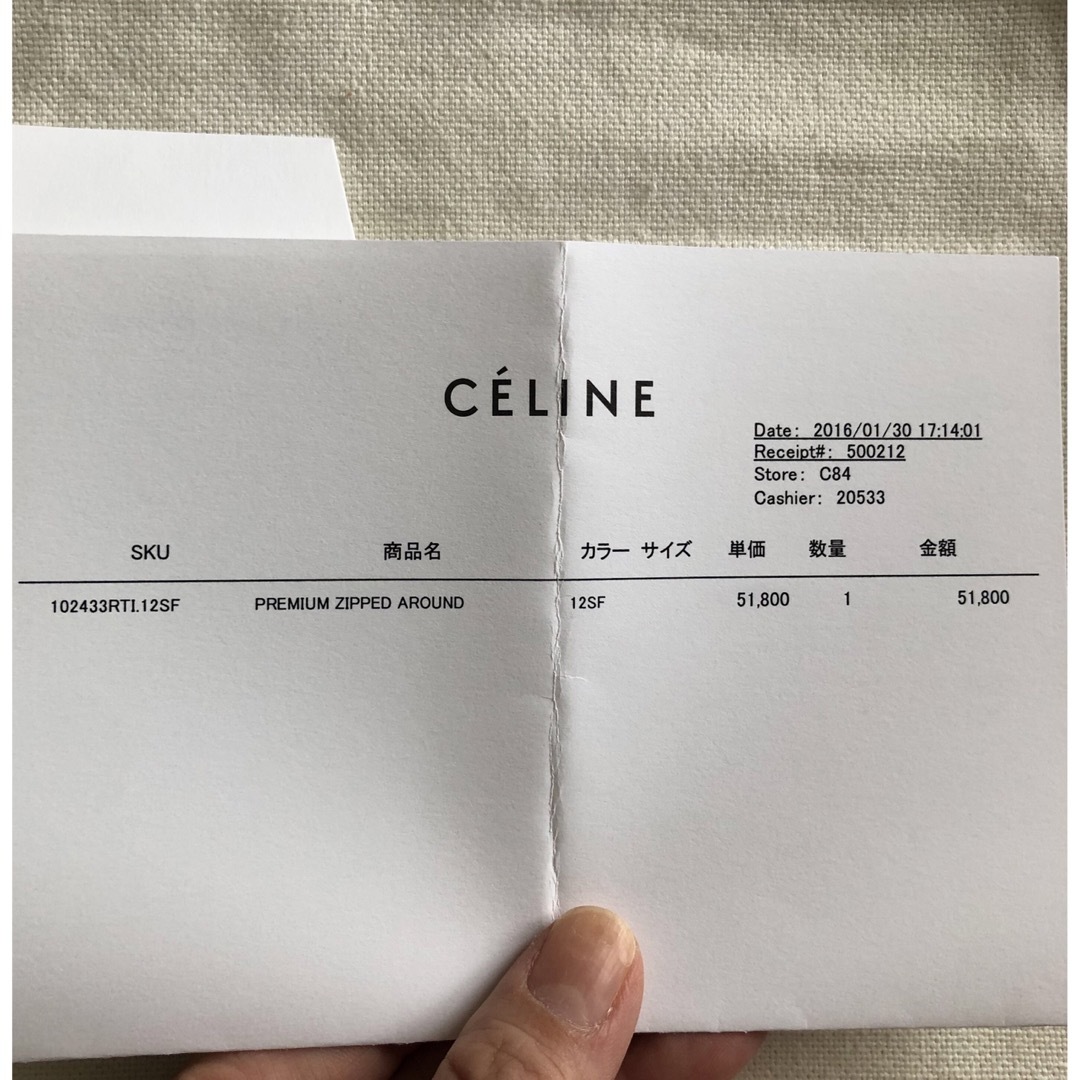 CÉLINE
Date: 2016/01/30 17:14:01
Receipt#: 500212
Store: C84
Cashier: 20533
SKU 商品名 カラー サイズ 単価 数量 金額
102433RTI.12SF PREMIUM ZIPPED AROUND 12SF 51,800 1 51,800